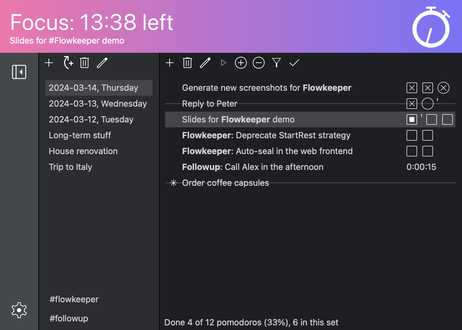 Focus: 13:38 left
Slides for #Flowkeeper demo
2024-03-14, Thursday
2024-03-13, Wednesday
2024-03-12, Tuesday
Long-term stuff
House renovation
Trip to Italy
#flowkeeper
#followup
Generate new screenshots for Flowkeeper
Reply to Peter
Slides for Flowkeeper demo
Flowkeeper: Deprecate StartRest strategy
Flowkeeper: Auto-seal in the web frontend
Followup: Call Alex in the afternoon 0:00:15
Order coffee capsules
Done 4 of 12 pomodoros (33%), 6 in this set